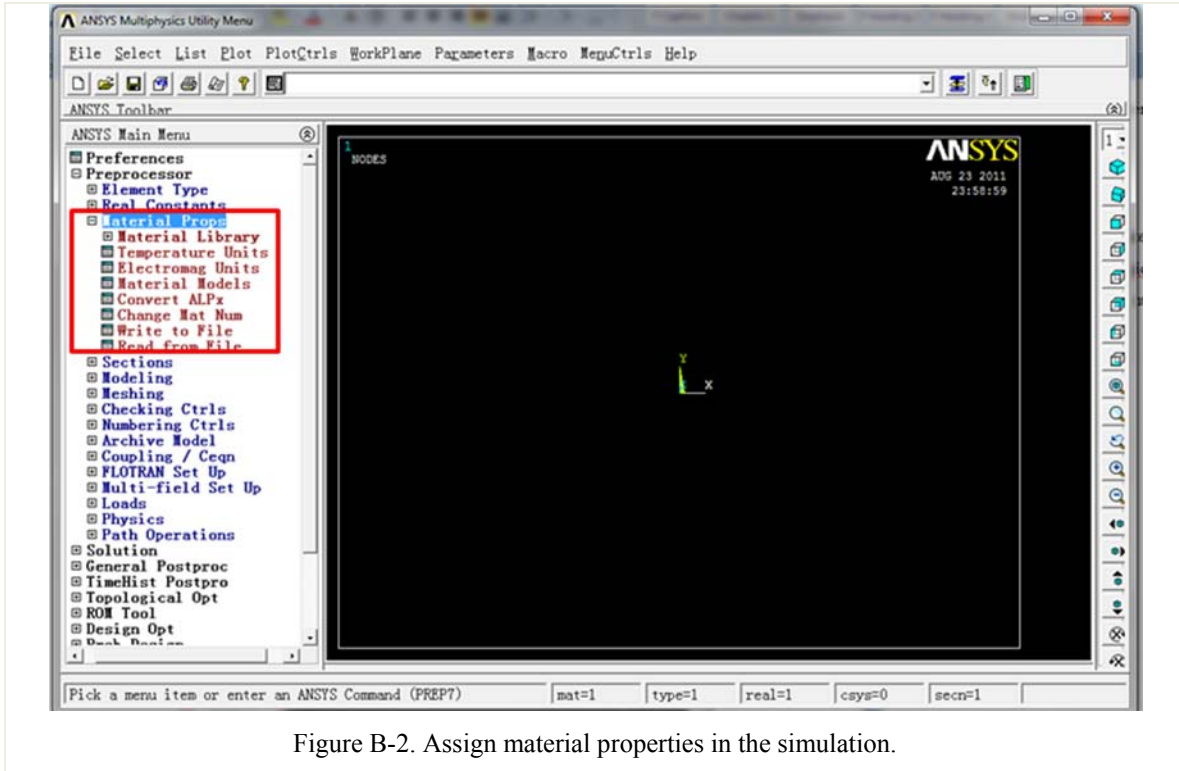 ANSYS Multiphysics Utility Menu
File Select List Plot PlotCtrls WorkPlane Parameters Macro MenuCtrls Help
ANSYS Toolbar
ANSYS Main Menu
Preferences
Preprocessor
Element Type
Real Constants
Material Props
Material Library
Temperature Units
Electromag Units
Material Models
Convert ALPx
Change Mat Num
Write to File
Read from File
Sections
Modeling
Meshing
Checking Ctrls
Numbering Ctrls
Archive Model
Coupling / Ceqn
FLOTRAN Set Up
Multi-field Set Up
Loads
Physics
Path Operations
Solution
General Postproc
TimeHist Postpro
Topological Opt
ROM Tool
Design Opt
1
NODES
ANSYS
AUG 23 2011
23:58:59
Y
X
1
Pick a menu item or enter an ANSYS Command (PREP7) mat=1 type=1 real=1 csys=0 secn=1
Figure B-2. Assign material properties in the simulation.